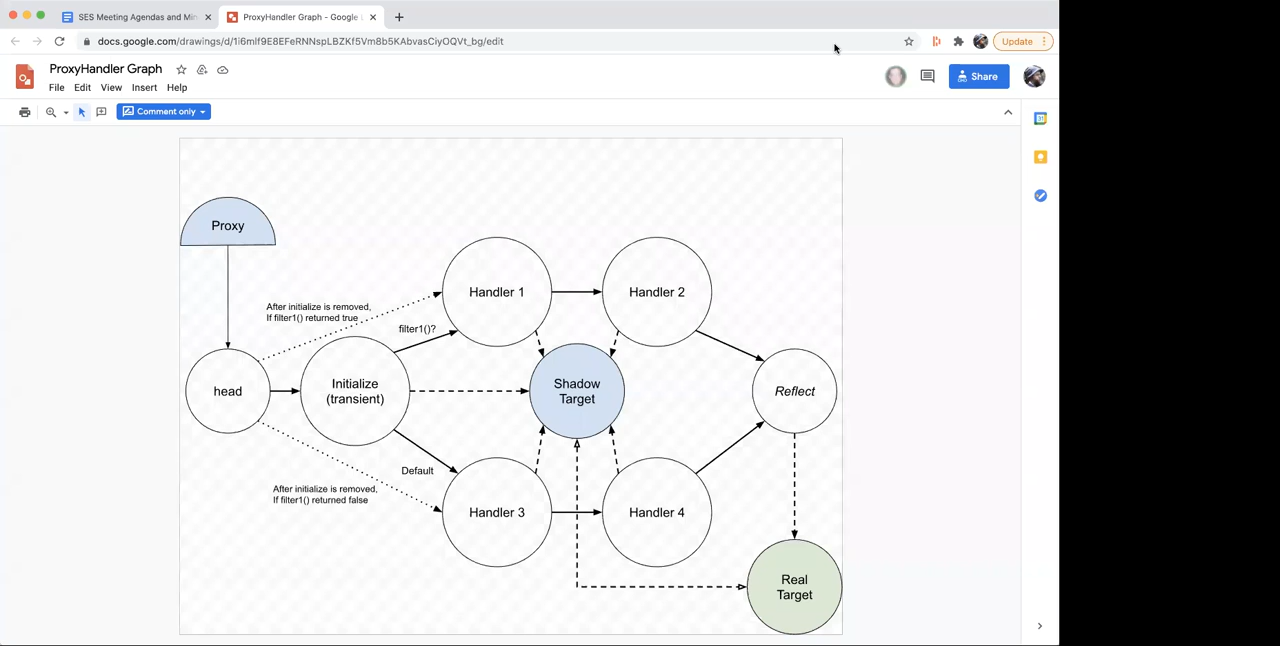 SES Meeting Agendas and Min
ProxyHandler Graph - Google
docs.google.com/drawings/d/1i6mlf9E8EFeRNNspLBZKf5Vm8b5KAbvasCiyOQVt_bg/edit
Update
ProxyHandler Graph
File Edit View Insert Help
Share
Comment only
31
Proxy
Handler 1
Handler 2
After initialize is removed,
If filter1() returned true
filter1()?
head
Initialize
(transient)
Shadow
Target
Reflect
Default
After initialize is removed,
If filter1() returned false
Handler 3
Handler 4
Real
Target